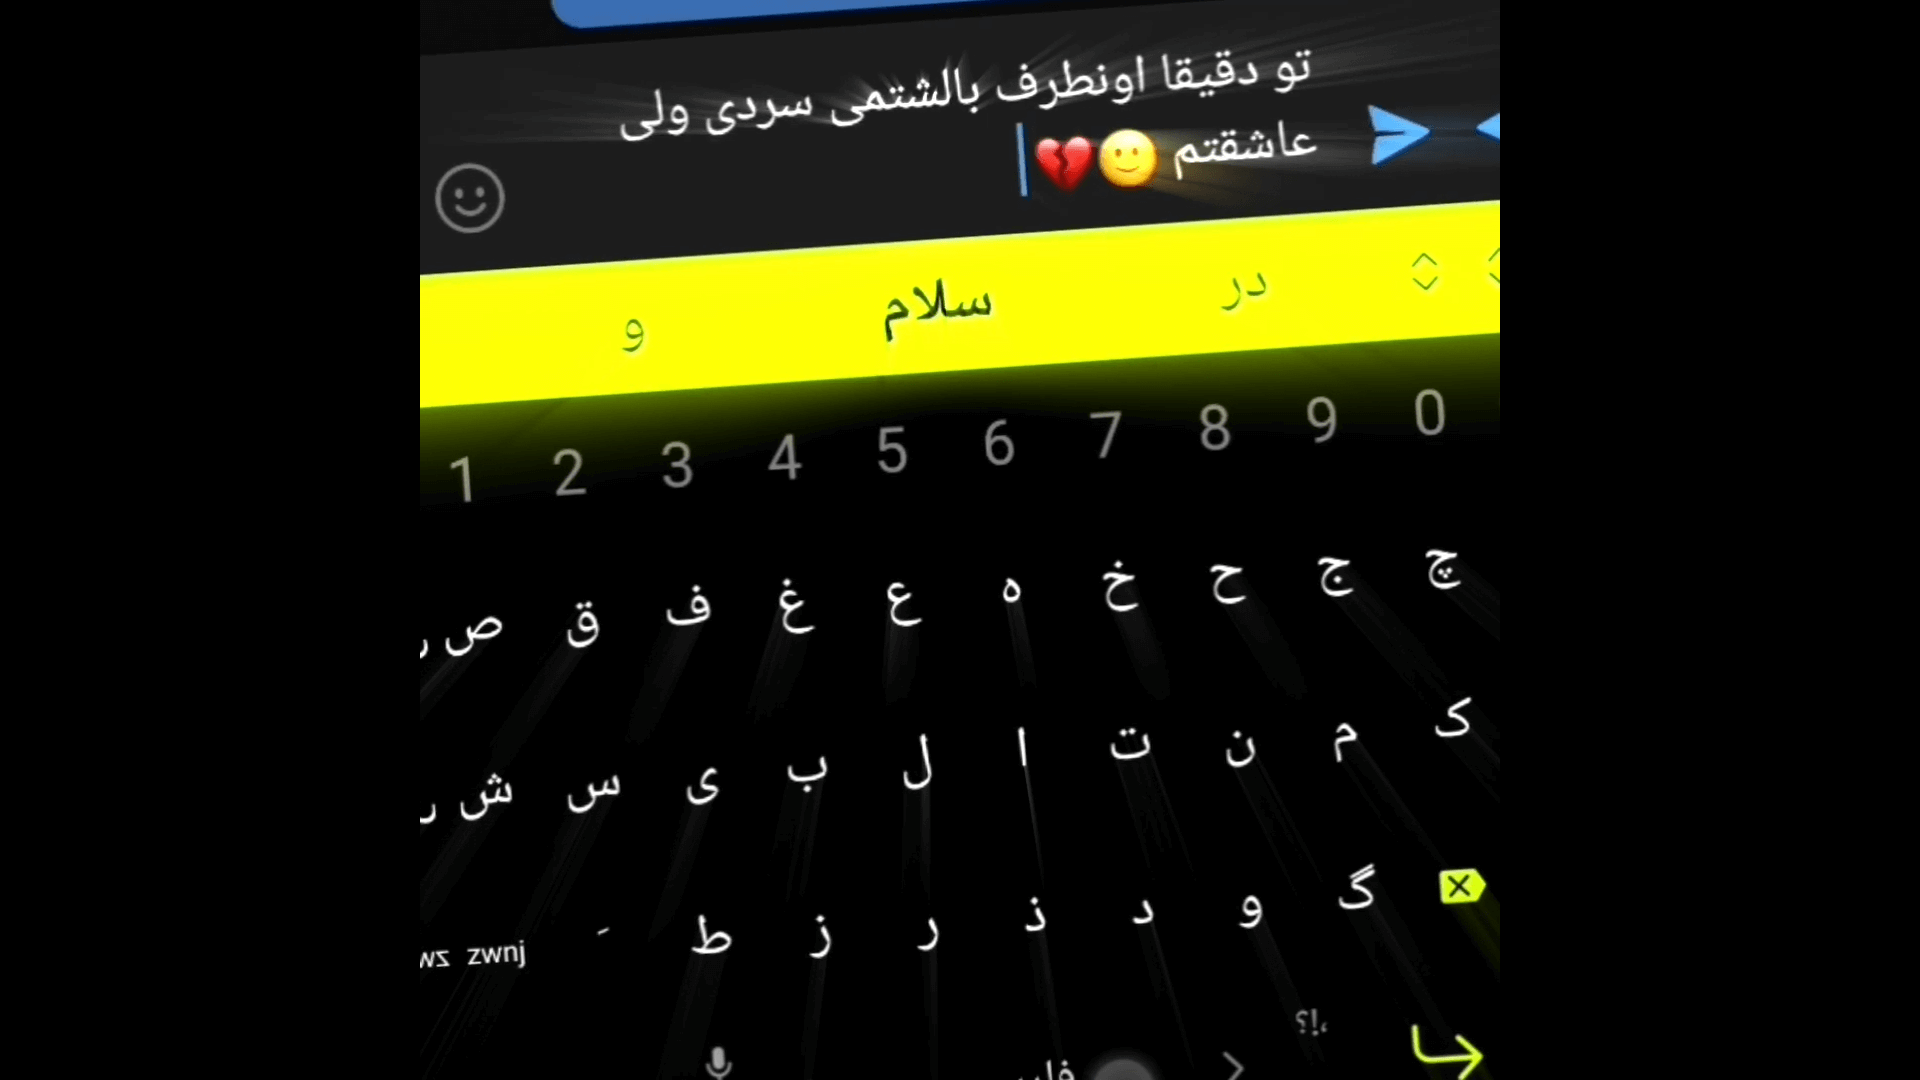 تو دقیقا اونطرف بالشتمی سردی ولی
عاشقتم 🙂💔
و سلام در
1 2 3 4 5 6 7 8 9 0
ص ق ف غ ع ه خ ح ج چ
ش س ی ب ل ا ت ن م ک
zwnj َ ط ز ر ذ د و گ
؟!،